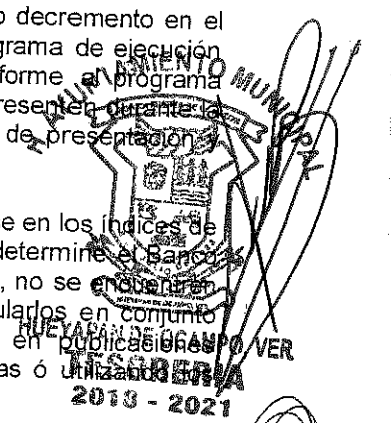 o decremento en el
grama de ejecución
forme al programa
resenten durante la
de presentación y
se en los índices de
determine el Banco
, no se encuentren
ularlos en conjunto
en publicaciones
as ó utilizando los
H. AYUNTAMIENTO MUNICIPAL
HUEYAPAN DE OCAMPO VER
TESORERIA
2018 - 2021